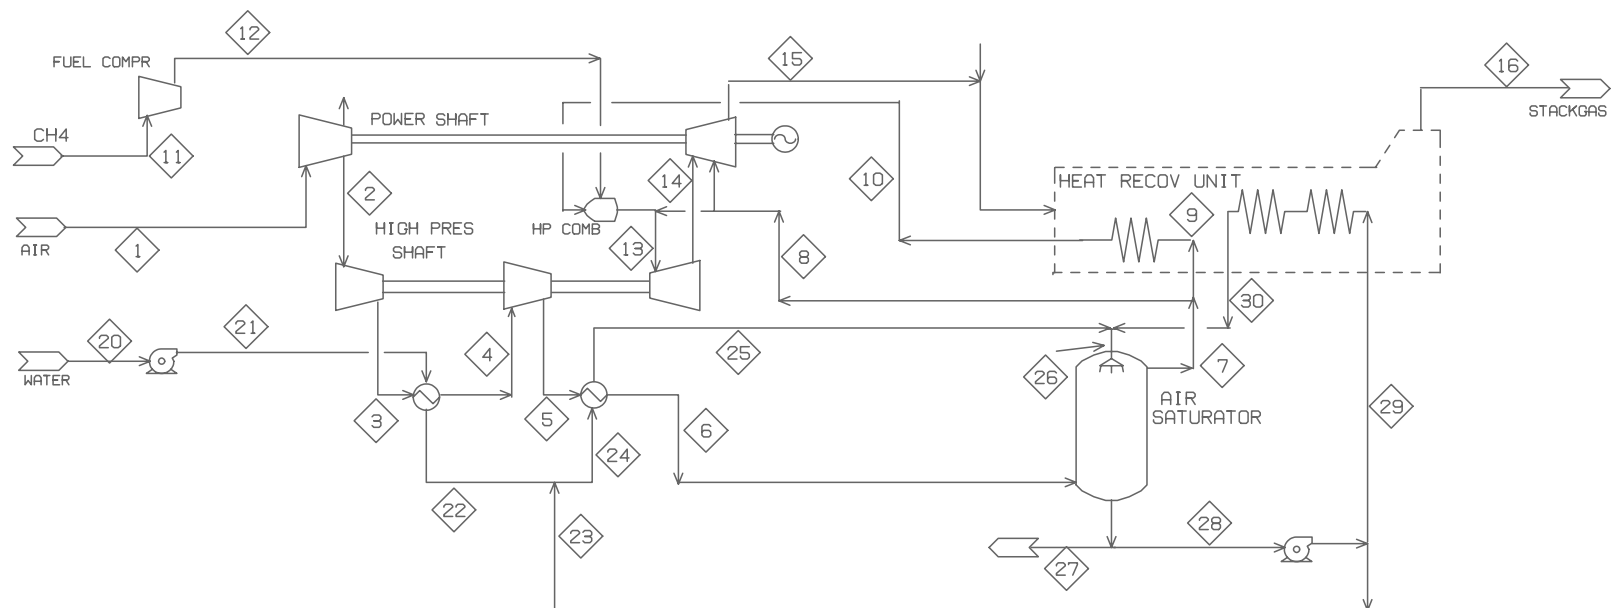 12
15
16
FUEL COMPR
STACKGAS
POWER SHAFT
CH4
11
14
10
HEAT RECOV UNIT
2
9
HIGH PRES
SHAFT
HP COMB
AIR
1
13
8
30
20
21
WATER
4
25
7
26
3
5
6
AIR
SATURATOR
29
24
22
23
28
27